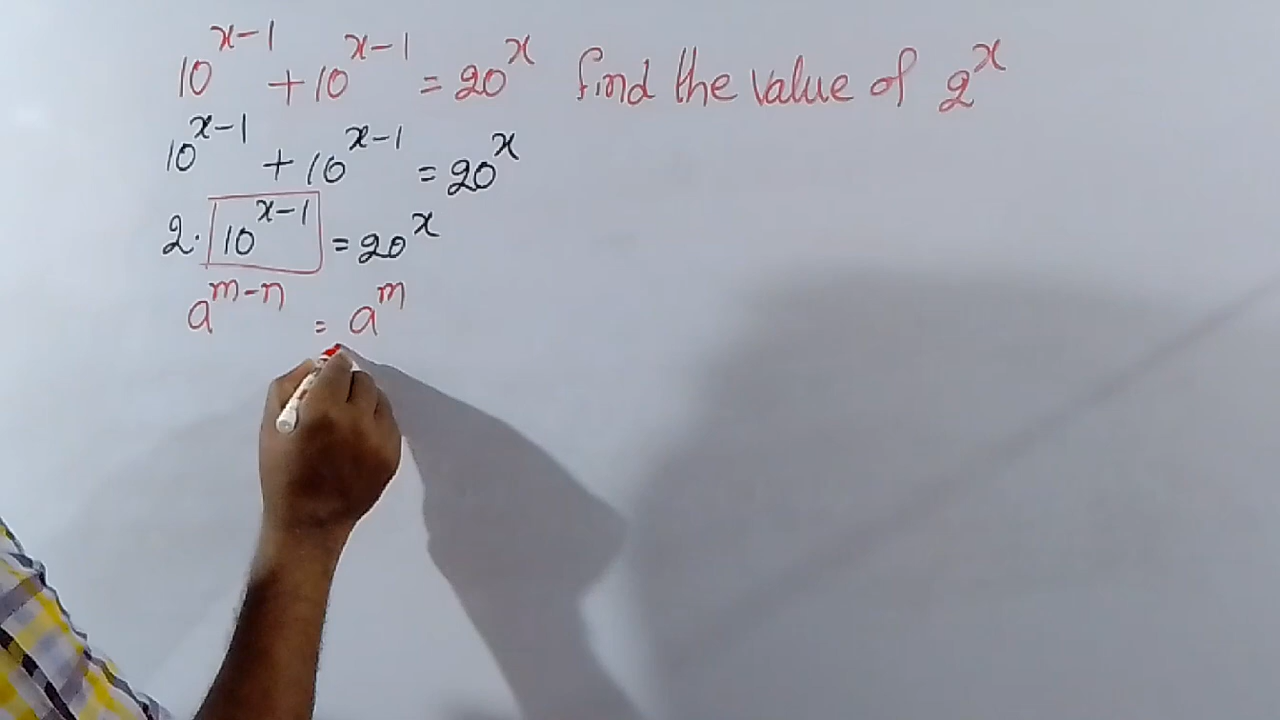 10^{x-1} + 10^{x-1} = 20^x find the value of 2^x
10^{x-1} + 10^{x-1} = 20^x
2 · 10^{x-1} = 20^x
a^{m-n} = a^m